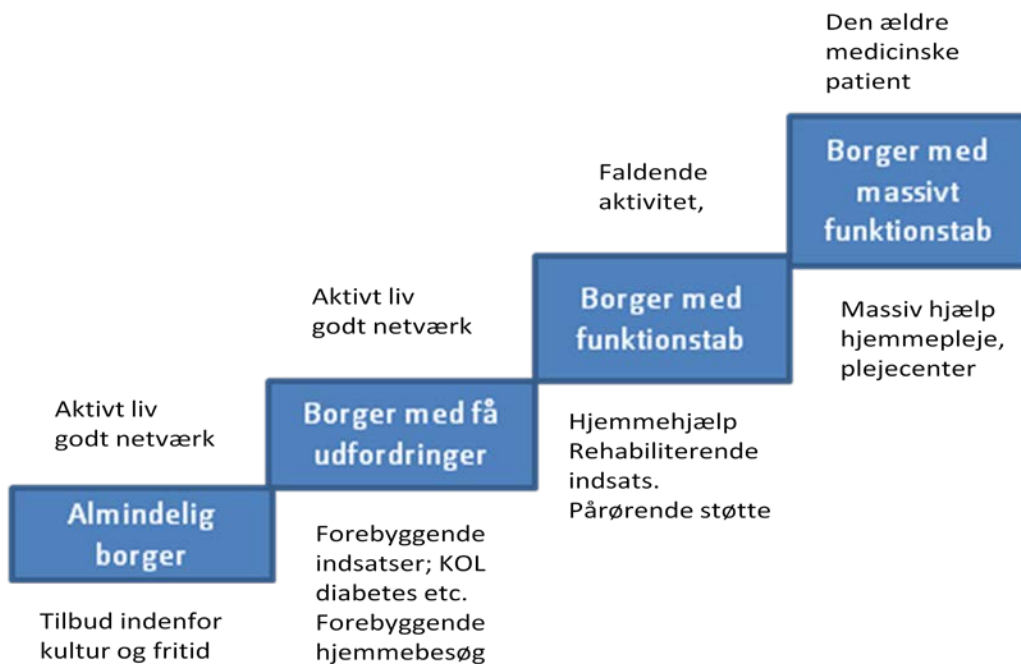 Den ældre
medicinske
patient
Borger med
massivt
funktionstab
Massiv hjælp
hjemmepleje,
plejecenter
Faldende
aktivitet,
Borger med
funktionstab
Hjemmehjælp
Rehabiliterende
indsats.
Pårørende støtte
Aktivt liv
godt netværk
Borger med få
udfordringer
Forebyggende
indsatser; KOL
diabetes etc.
Forebyggende
hjemmebesøg
Aktivt liv
godt netværk
Almindelig
borger
Tilbud indenfor
kultur og fritid